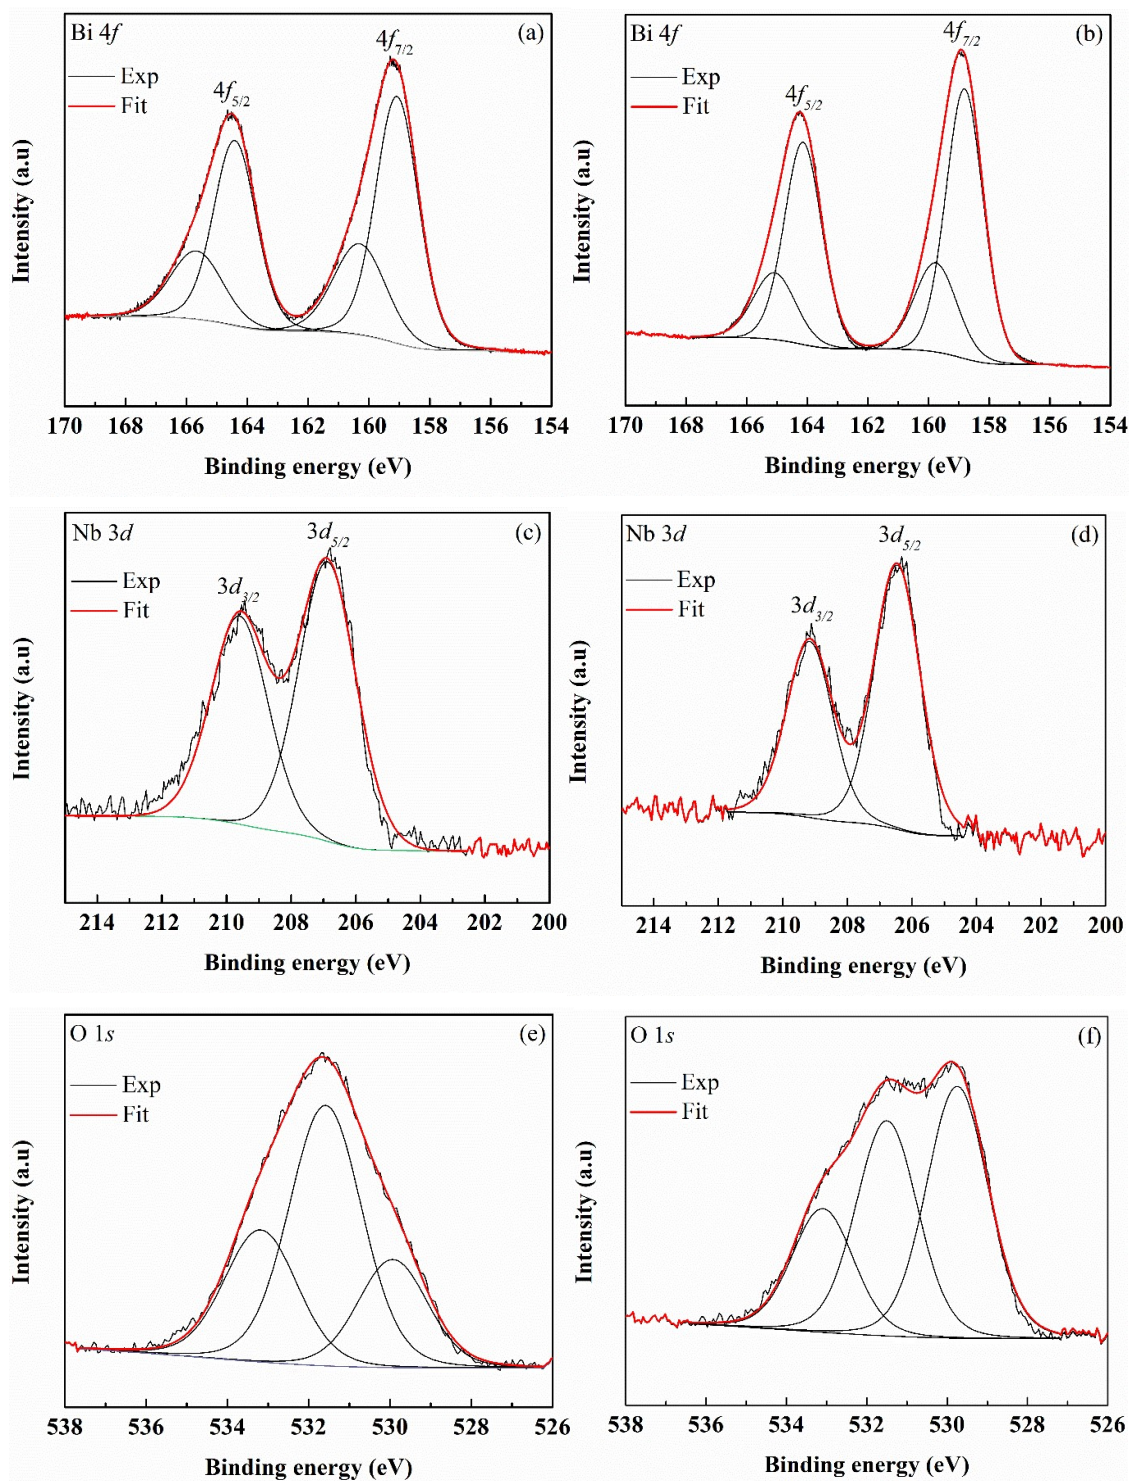 Bi 4f
(a)
4f7/2
4f5/2
Exp
Fit
Intensity (a.u)
170 168 166 164 162 160 158 156 154
Binding energy (eV)
Bi 4f
(b)
4f7/2
4f5/2
Exp
Fit
Intensity (a.u)
170 168 166 164 162 160 158 156 154
Binding energy (eV)
Nb 3d
(c)
3d5/2
3d3/2
Exp
Fit
Intensity (a.u)
214 212 210 208 206 204 202 200
Binding energy (eV)
Nb 3d
(d)
3d5/2
3d3/2
Exp
Fit
Intensity (a.u)
214 212 210 208 206 204 202 200
Binding energy (eV)
O 1s
(e)
Exp
Fit
Intensity (a.u)
538 536 534 532 530 528 526
Binding energy (eV)
O 1s
(f)
Exp
Fit
Intensity (a.u)
538 536 534 532 530 528 526
Binding energy (eV)